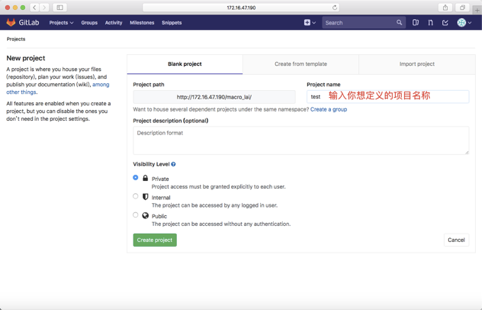 172.16.47.190
GitLab Projects Groups Activity Milestones Snippets Search
Projects
New project
A project is where you house your files
(repository), plan your work (issues), and
publish your documentation (wiki), among
other things.
All features are enabled when you create a
project, but you can disable the ones you
don't need in the project settings.
Blank project Create from template Import project
Project path
http://172.16.47.190/macro_lai/
Project name
test 输入你想定义的项目名称
Want to house several dependent projects under the same namespace? Create a group
Project description (optional)
Description format
Visibility Level
Private
Project access must be granted explicitly to each user.
Internal
The project can be accessed by any logged in user.
Public
The project can be accessed without any authentication.
Create project Cancel